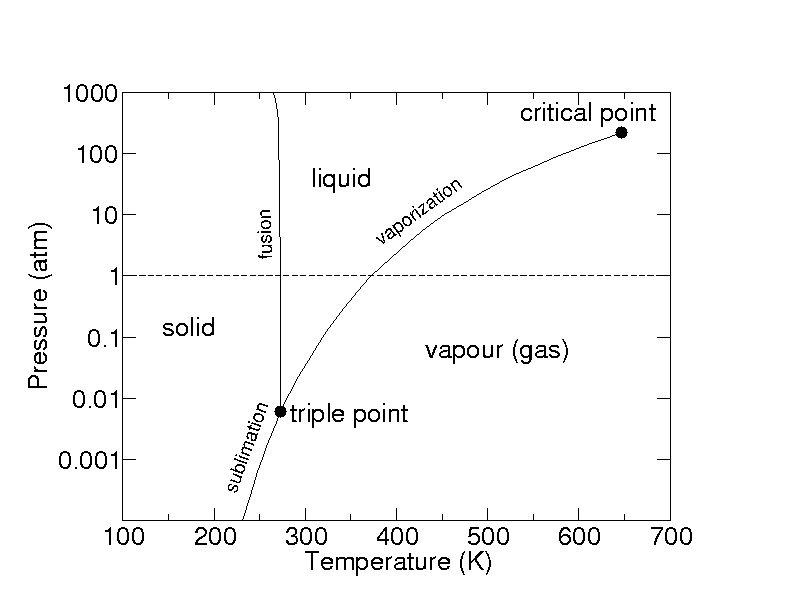 1000
100
10
1
0.1
0.01
0.001
Pressure (atm)
critical point
liquid
vaporization
fusion
solid
vapour (gas)
triple point
sublimation
100 200 300 400 500 600 700
Temperature (K)